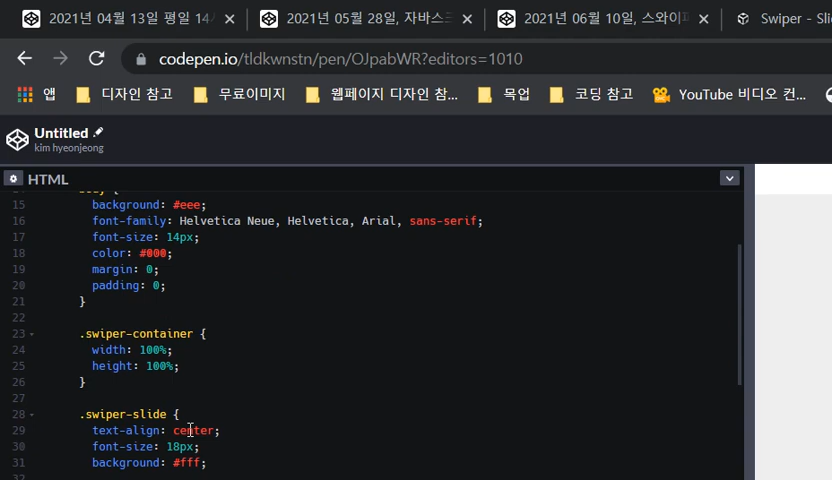 2021년 04월 13일 평일 14시
2021년 05월 28일, 자바스크
2021년 06월 10일, 스와이퍼
Swiper - Slid
codepen.io/tldkwnstn/pen/OJpabWR?editors=1010
앱
디자인 참고
무료이미지
웹페이지 디자인 참...
목업
코딩 참고
YouTube 비디오 컨...
Untitled
kim hyeonjeong
HTML
15 background: #eee;
16 font-family: Helvetica Neue, Helvetica, Arial, sans-serif;
17 font-size: 14px;
18 color: #000;
19 margin: 0;
20 padding: 0;
21 }
22
23 .swiper-container {
24 width: 100%;
25 height: 100%;
26 }
27
28 .swiper-slide {
29 text-align: center;
30 font-size: 18px;
31 background: #fff;
32